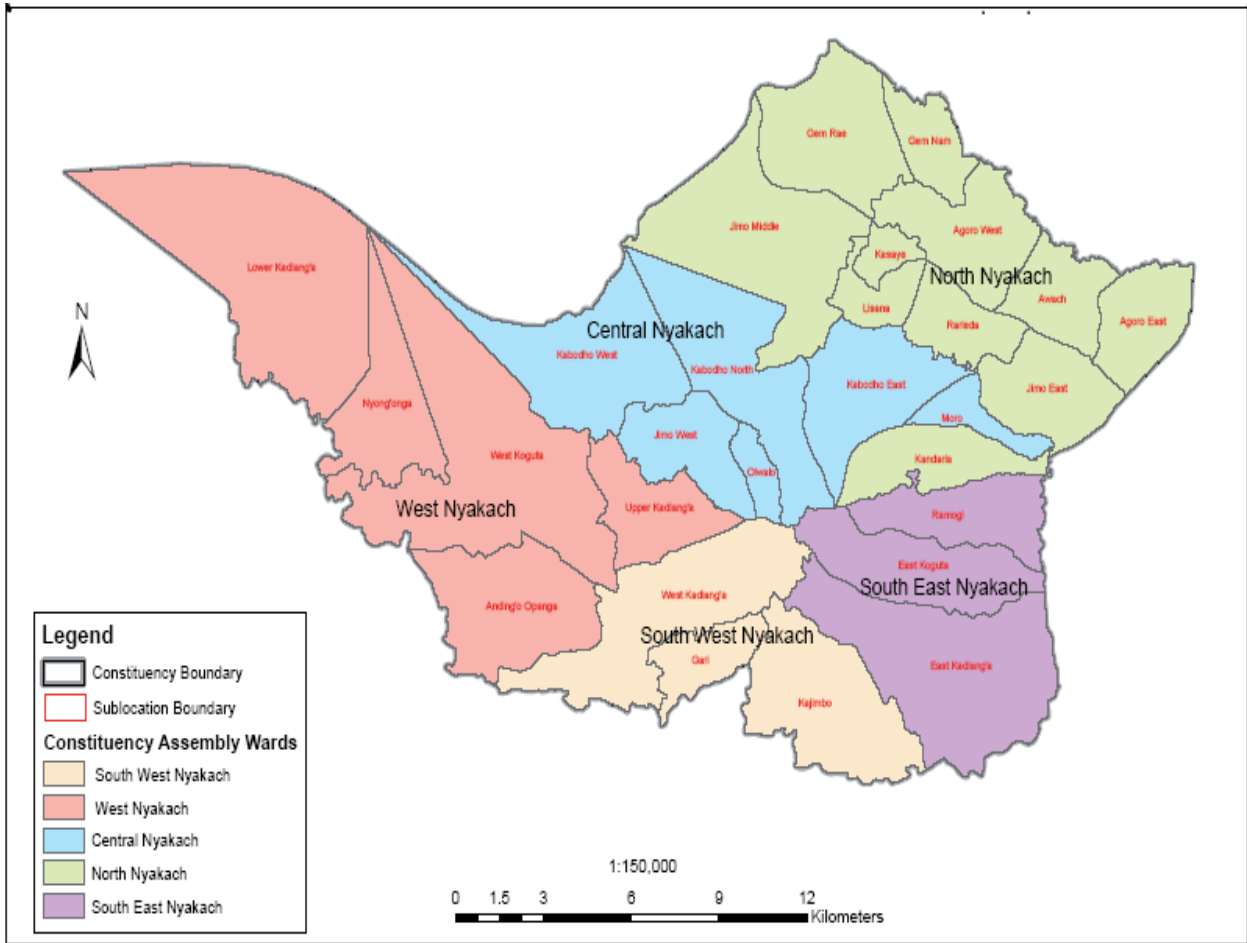 Gem Rae
Gem Nam
Jimo Middle
Agoro West
Kasaye
Lower Kadiang'a
North Nyakach
Awach
N
Lisana
Agoro East
Rarieda
Central Nyakach
Kabodho West
Kabodho North
Kabodho East
Jimo East
Nyong'onga
Moro
Jimo West
West Koguta
Olwalo
Kandaria
West Nyakach
Upper Kadiang'a
Ramogi
East Koguta
South East Nyakach
West Kadiang'a
Anding'o Opanga
South West Nyakach
Gari
East Kadiang'a
Kajimbo
Legend
Constituency Boundary
Sublocation Boundary
Constituency Assembly Wards
South West Nyakach
West Nyakach
Central Nyakach
North Nyakach
South East Nyakach
1:150,000
0 1.5 3 6 9 12
Kilometers